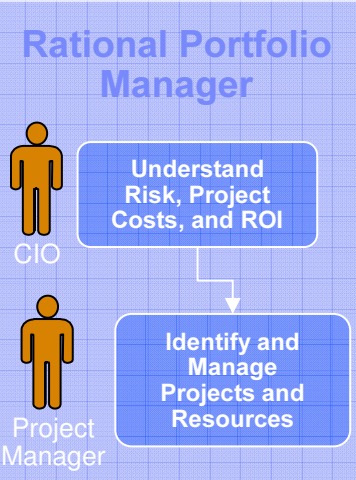 Rational Portfolio
Manager
Understand
Risk, Project
Costs, and ROI
CIO
Identify and
Manage
Projects and
Resources
Project
Manager